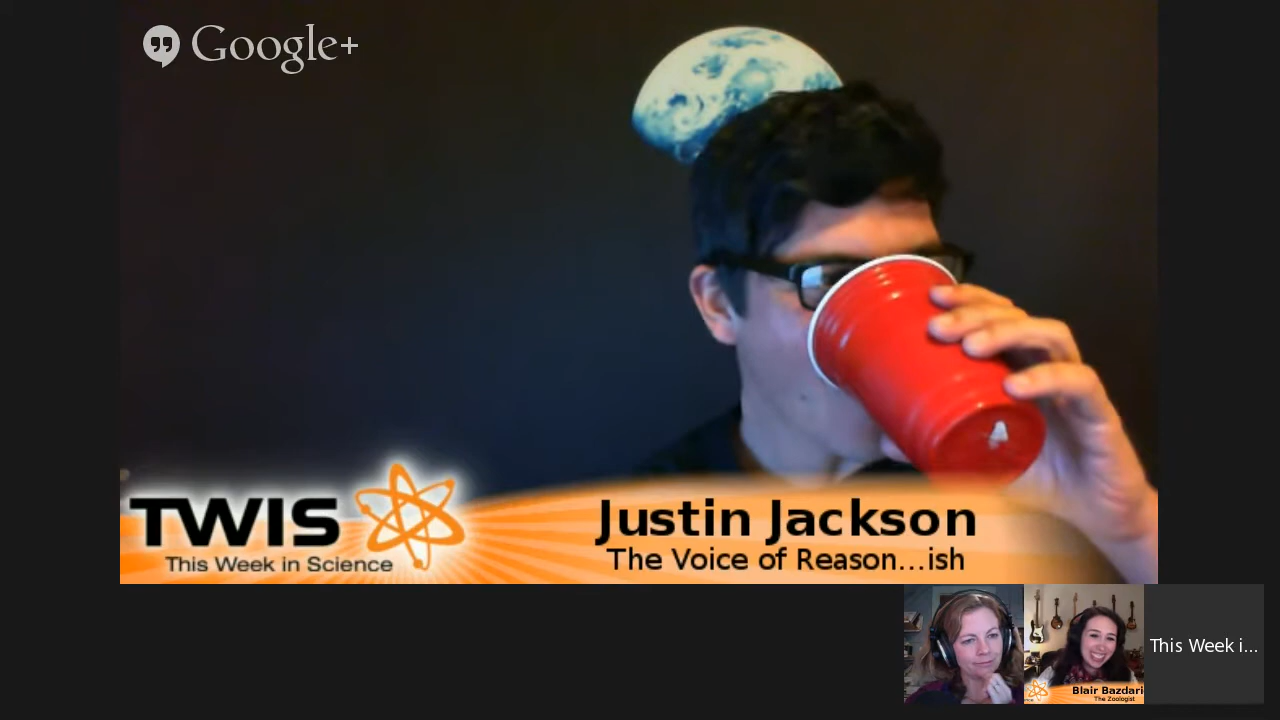 Google+
TWIS
This Week in Science
Justin Jackson
The Voice of Reason...ish
This Week i...
Blair Bazdari
The Zoologist